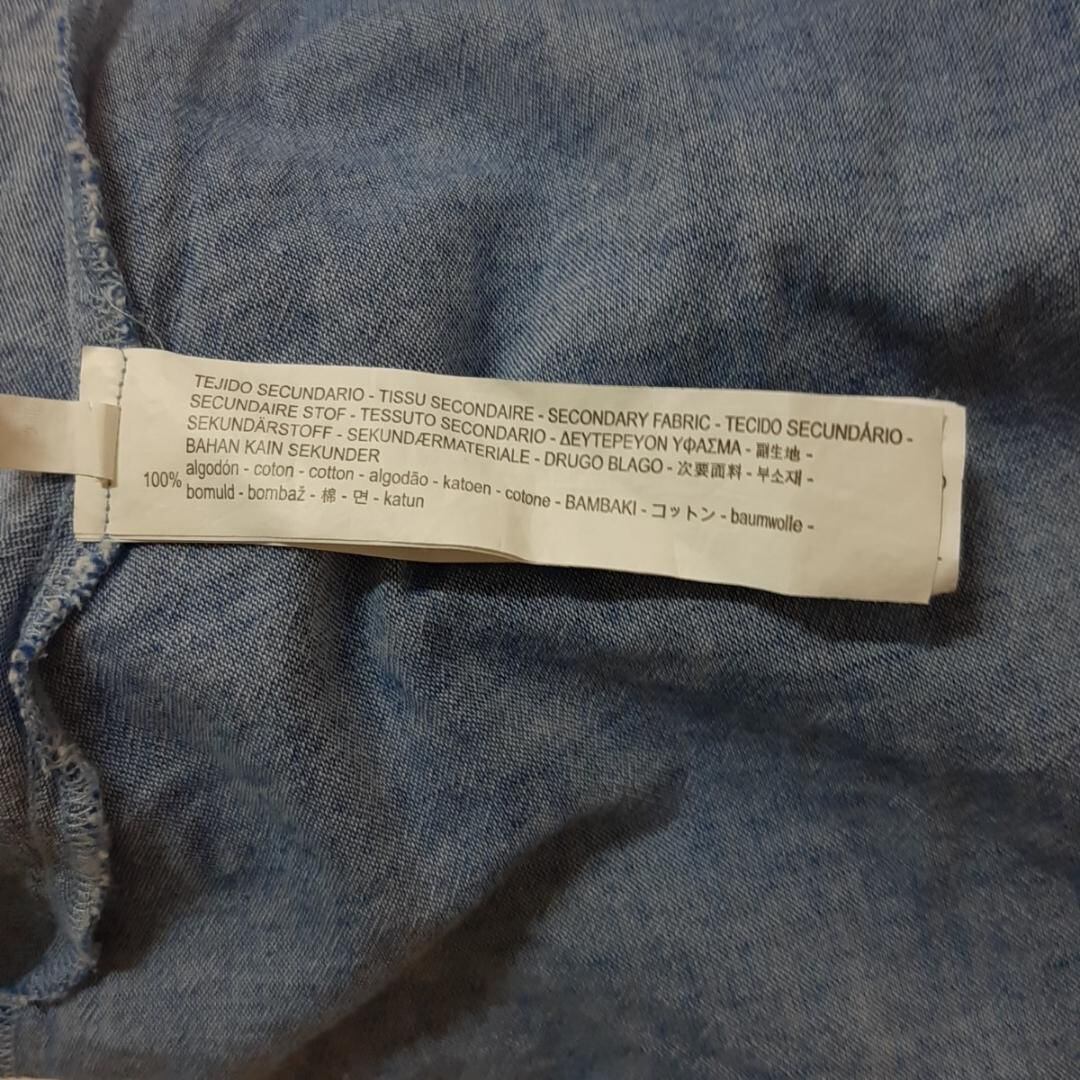 TEJIDO SECUNDARIO - TISSU SECONDAIRE - SECONDARY FABRIC - TECIDO SECUNDÁRIO -
SECUNDAIRE STOF - TESSUTO SECONDARIO - ΔΕΥΤΕΡΕΥΟΝ ΥΦΑΣΜΑ - 副生地 -
SEKUNDÄRSTOFF - SEKUNDÆRMATERIALE - DRUGO BLAGO - 次要面料 - 부소재 -
BAHAN KAIN SEKUNDER
100% algodón - coton - cotton - algodão - katoen - cotone - BAMBAKI - コットン - baumwolle -
bomuld - bombaž - 棉 - 면 - katun